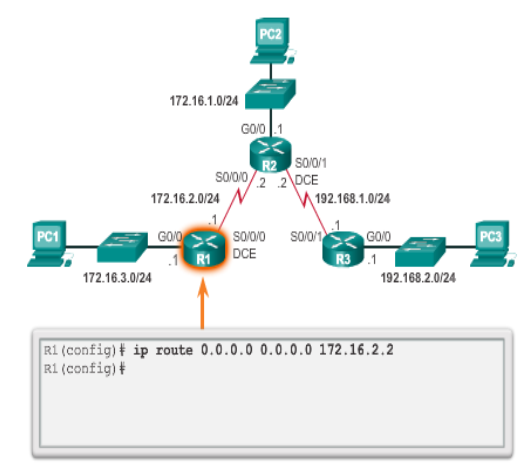 PC2
172.16.1.0/24
G0/0 .1
R2
S0/0/0 .2 .2 S0/0/1
DCE
172.16.2.0/24
192.168.1.0/24
.1
.1
PC1
G0/0
S0/0/0
DCE
S0/0/1
G0/0
PC3
.1
R1
R3
.1
172.16.3.0/24
192.168.2.0/24
R1(config)# ip route 0.0.0.0 0.0.0.0 172.16.2.2
R1(config)#